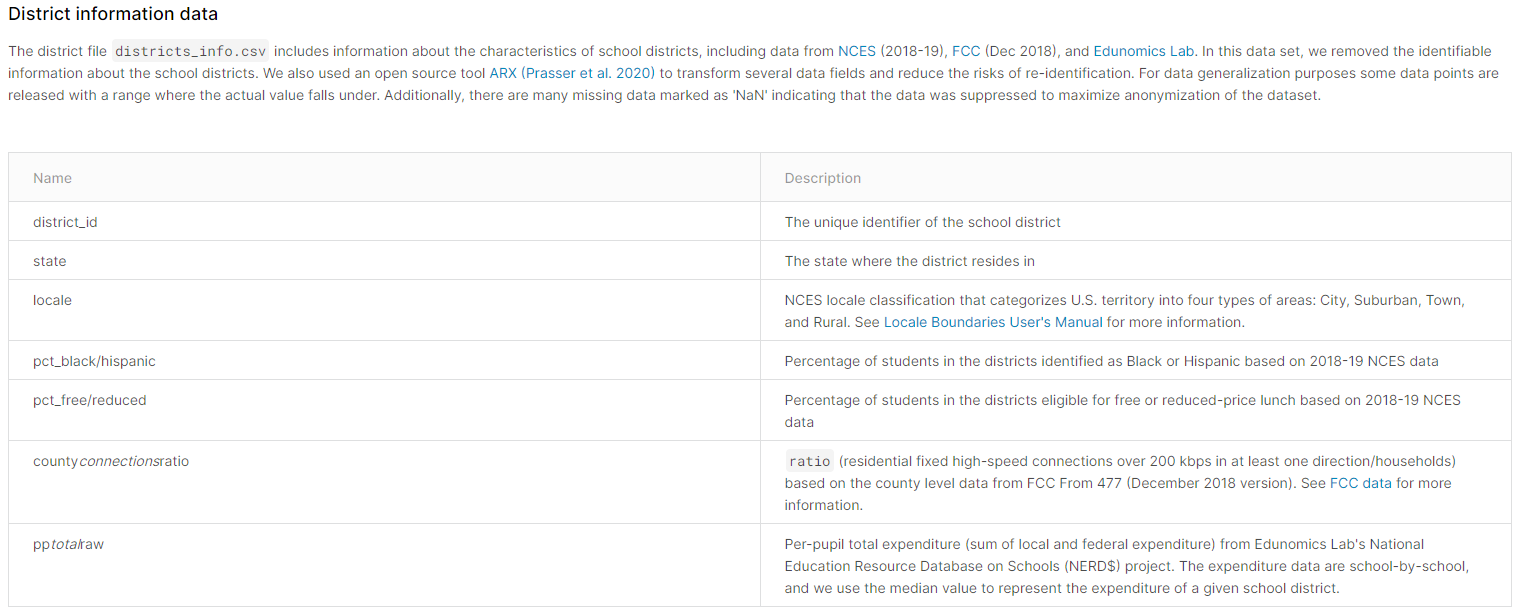 District information data
The district file districts_info.csv includes information about the characteristics of school districts, including data from NCES (2018-19), FCC (Dec 2018), and Edunomics Lab. In this data set, we removed the identifiable
information about the school districts. We also used an open source tool ARX (Prasser et al. 2020) to transform several data fields and reduce the risks of re-identification. For data generalization purposes some data points are
released with a range where the actual value falls under. Additionally, there are many missing data marked as 'NaN' indicating that the data was suppressed to maximize anonymization of the dataset.
Name Description
district_id The unique identifier of the school district
state The state where the district resides in
locale NCES locale classification that categorizes U.S. territory into four types of areas: City, Suburban, Town,
and Rural. See Locale Boundaries User's Manual for more information.
pct_black/hispanic Percentage of students in the districts identified as Black or Hispanic based on 2018-19 NCES data
pct_free/reduced Percentage of students in the districts eligible for free or reduced-price lunch based on 2018-19 NCES
data
countyconnectionsratio ratio (residential fixed high-speed connections over 200 kbps in at least one direction/households)
based on the county level data from FCC From 477 (December 2018 version). See FCC data for more
information.
pptotalraw Per-pupil total expenditure (sum of local and federal expenditure) from Edunomics Lab's National
Education Resource Database on Schools (NERD$) project. The expenditure data are school-by-school,
and we use the median value to represent the expenditure of a given school district.